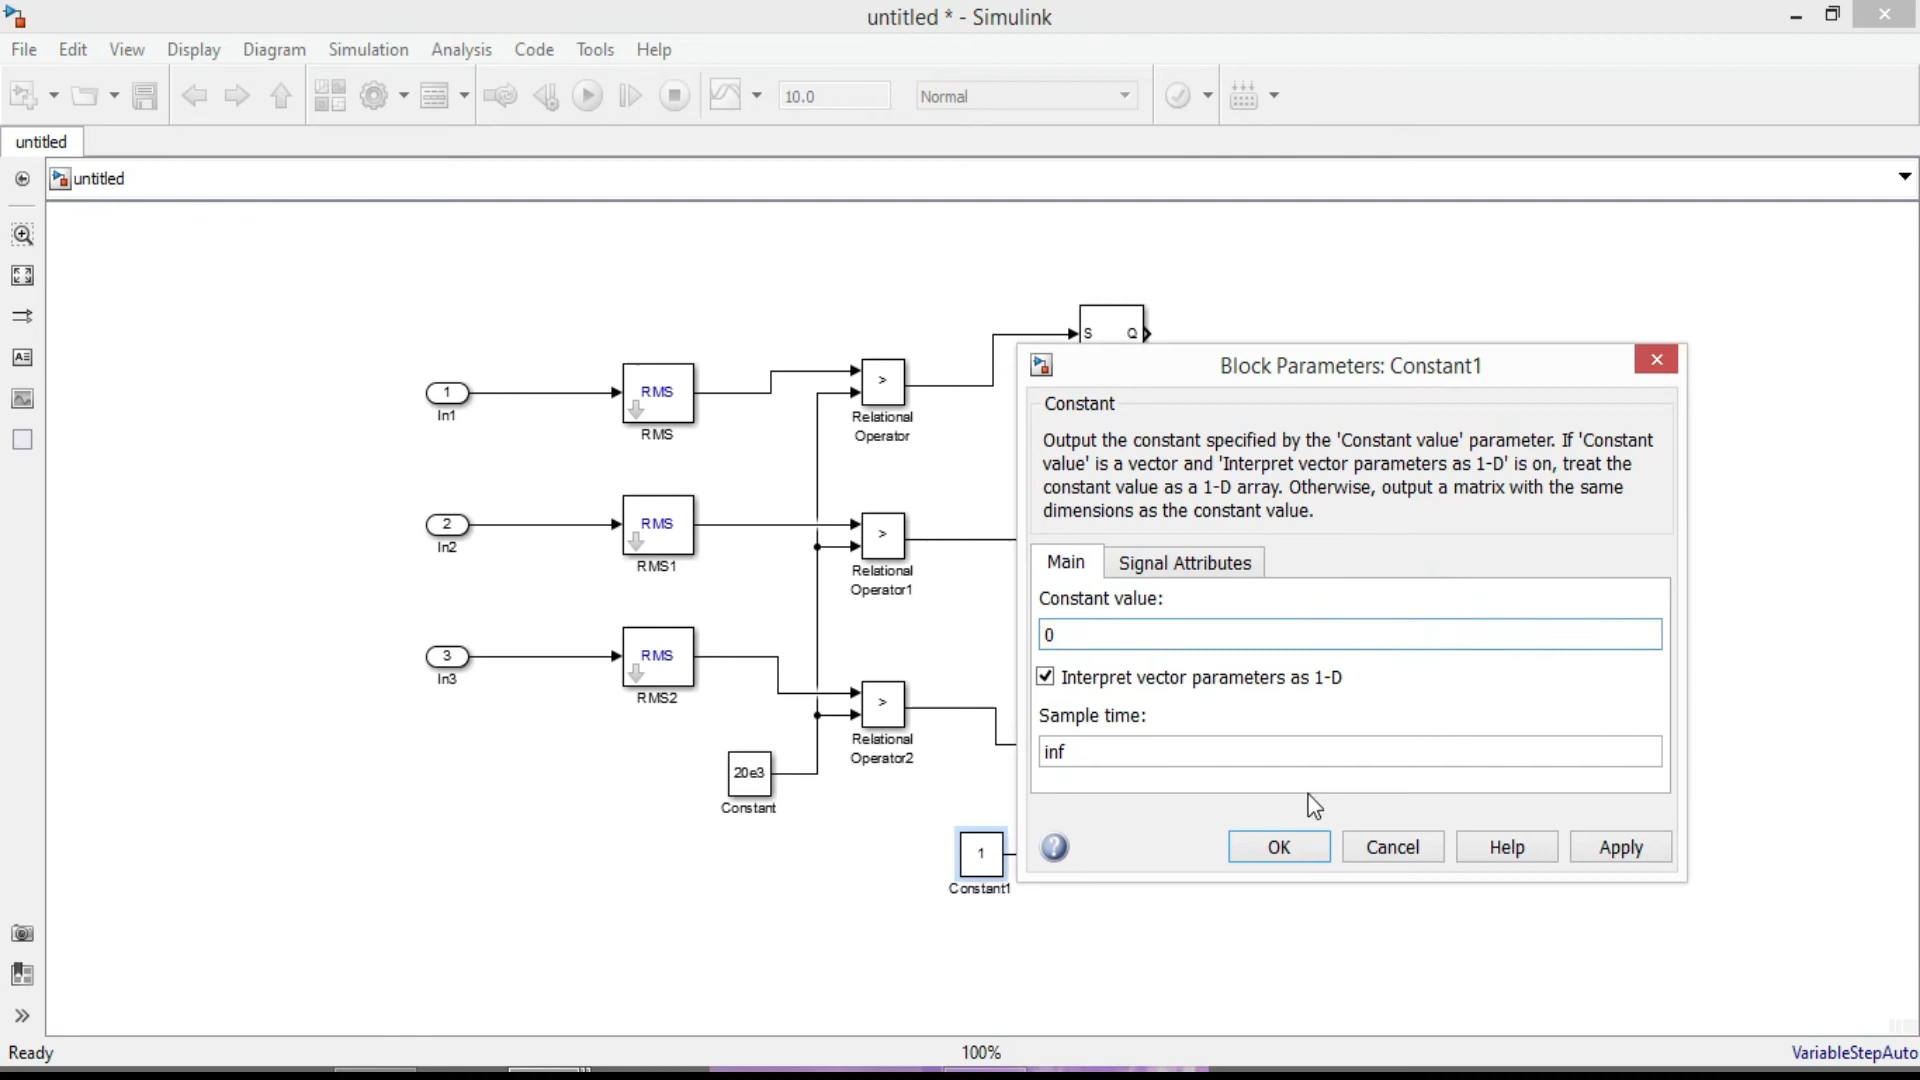 untitled * - Simulink
File Edit View Display Diagram Simulation Analysis Code Tools Help
10.0 Normal
untitled
untitled
S Q
1
In1
RMS
RMS
>
Relational
Operator
2
In2
RMS
RMS1
>
Relational
Operator1
3
In3
RMS
RMS2
>
Relational
Operator2
20e3
Constant
1
Constant1
Block Parameters: Constant1
Constant
Output the constant specified by the 'Constant value' parameter. If 'Constant
value' is a vector and 'Interpret vector parameters as 1-D' is on, treat the
constant value as a 1-D array. Otherwise, output a matrix with the same
dimensions as the constant value.
Main Signal Attributes
Constant value:
0
Interpret vector parameters as 1-D
Sample time:
inf
OK Cancel Help Apply
Ready 100% VariableStepAuto